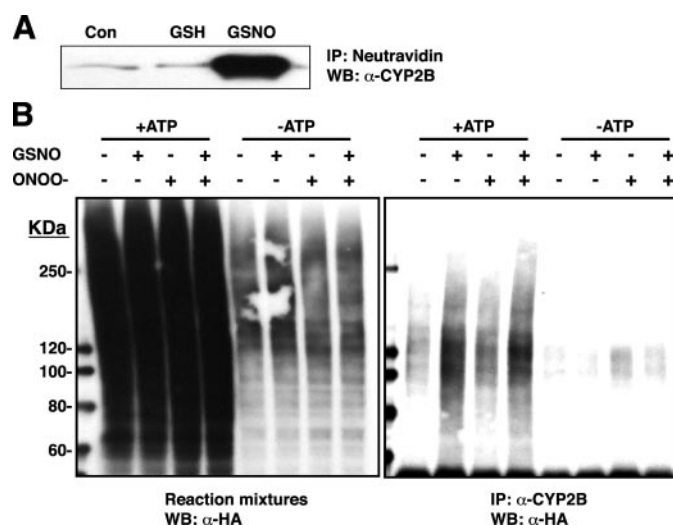 A
Con GSH GSNO
IP: Neutravidin
WB: α-CYP2B
B
+ATP -ATP +ATP -ATP
GSNO - + - + - + - + - + - + - + - +
ONOO- - - + + - - + + - - + + - - + +
KDa
250-
120-
100-
80-
60-
Reaction mixtures
WB: α-HA
IP: α-CYP2B
WB: α-HA